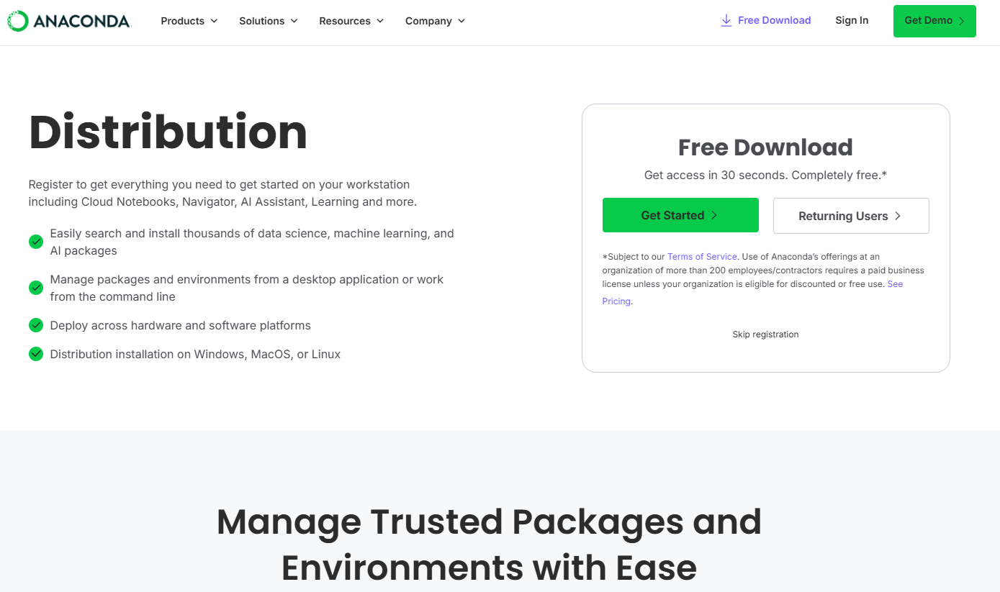 ANACONDA.
Products
Solutions
Resources
Company
Free Download
Sign In
Get Demo
Distribution
Register to get everything you need to get started on your workstation
including Cloud Notebooks, Navigator, AI Assistant, Learning and more.
Easily search and install thousands of data science, machine learning, and
AI packages
Manage packages and environments from a desktop application or work
from the command line
Deploy across hardware and software platforms
Distribution installation on Windows, MacOS, or Linux
Free Download
Get access in 30 seconds. Completely free.*
Get Started
Returning Users
*Subject to our Terms of Service. Use of Anaconda’s offerings at an
organization of more than 200 employees/contractors requires a paid business
license unless your organization is eligible for discounted or free use. See
Pricing.
Skip registration
Manage Trusted Packages and
Environments with Ease